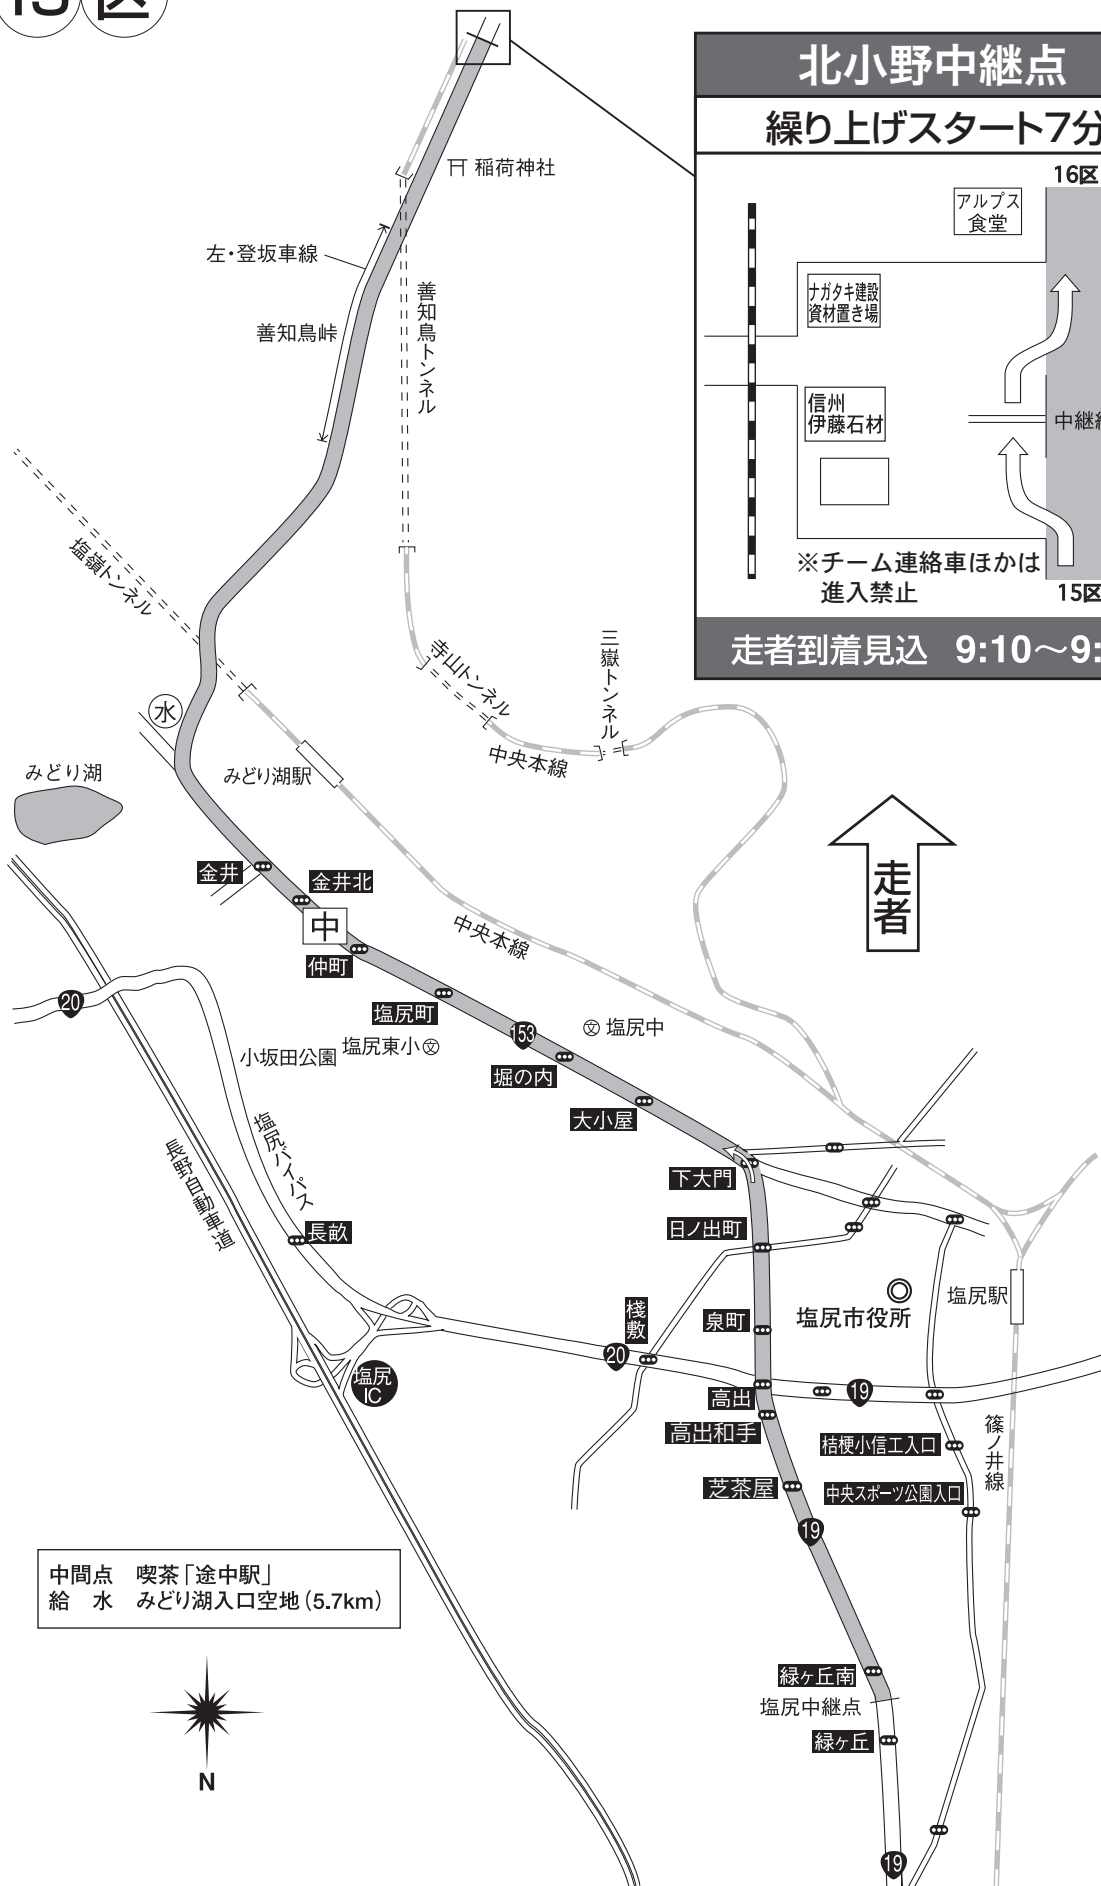 15区
北小野中継点
繰り上げスタート7分
16区
アルプス
食堂
ナガタキ建設
資材置き場
信州
伊藤石材
中継
※チーム連絡車ほかは
進入禁止
15区
走者到着見込 9:10～9:
稲荷神社
左・登坂車線
善知鳥峠
善知鳥トンネル
塩嶺トンネル
寺山トンネル
三嶽トンネル
中央本線
水
みどり湖
みどり湖駅
走者
金井
金井北
中
仲町
中央本線
20
塩尻町
153
文 塩尻中
小坂田公園
塩尻東小文
堀の内
大小屋
塩尻バイパス
長野自動車道
下大門
長畝
日ノ出町
塩尻駅
塩尻市役所
桟敷
泉町
20
塩尻
IC
高出
19
高出和手
桔梗小信工入口
篠ノ井線
芝茶屋
中央スポーツ公園入口
19
中間点 喫茶「途中駅」
給 水 みどり湖入口空地(5.7km)
緑ヶ丘南
塩尻中継点
緑ヶ丘
N
19